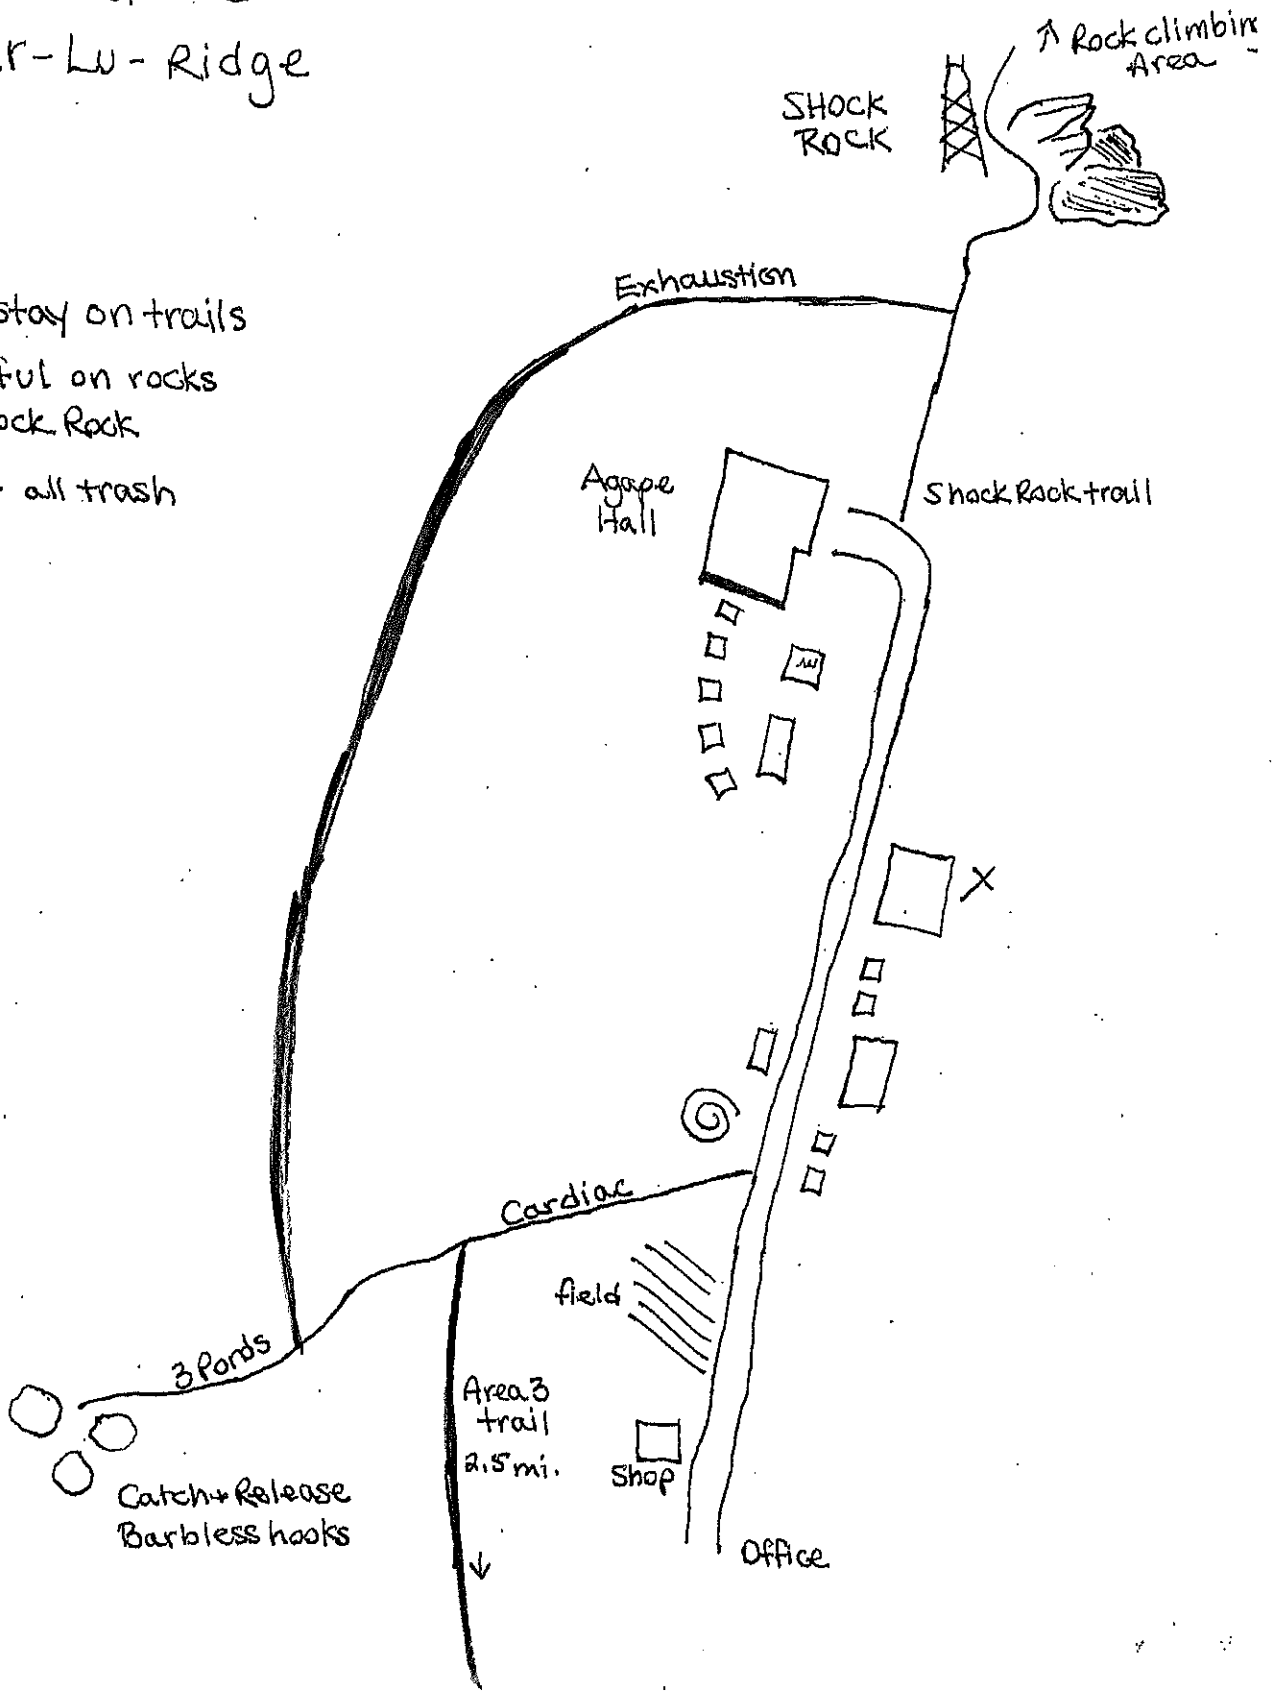 r-Lu-Ridge
↑ Rock climbin
Area
SHOCK
ROCK
Exhaustion
stay on trails
ful on rocks
ock Rock
all trash
Agape
Hall
Shock Rock trail
X
Cardiac
field
3 Ponds
Area 3
trail
2.5 mi.
Shop
Catch + Release
Barbless hooks
Office